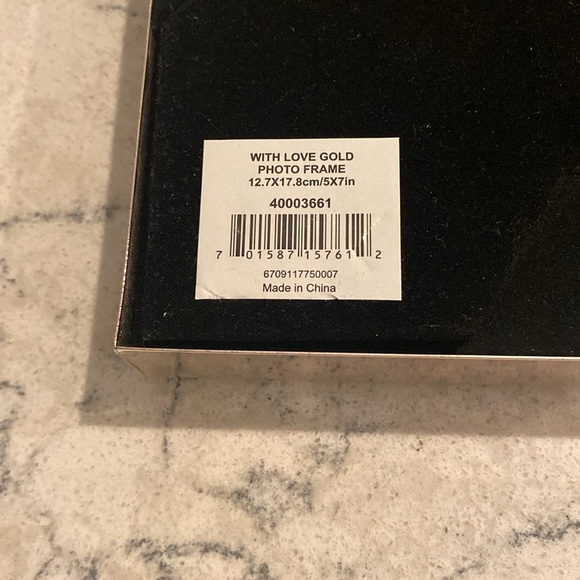 WITH LOVE GOLD
PHOTO FRAME
12.7X17.8cm/5X7in
40003661
7 01587 15761 2
6709117750007
Made in China